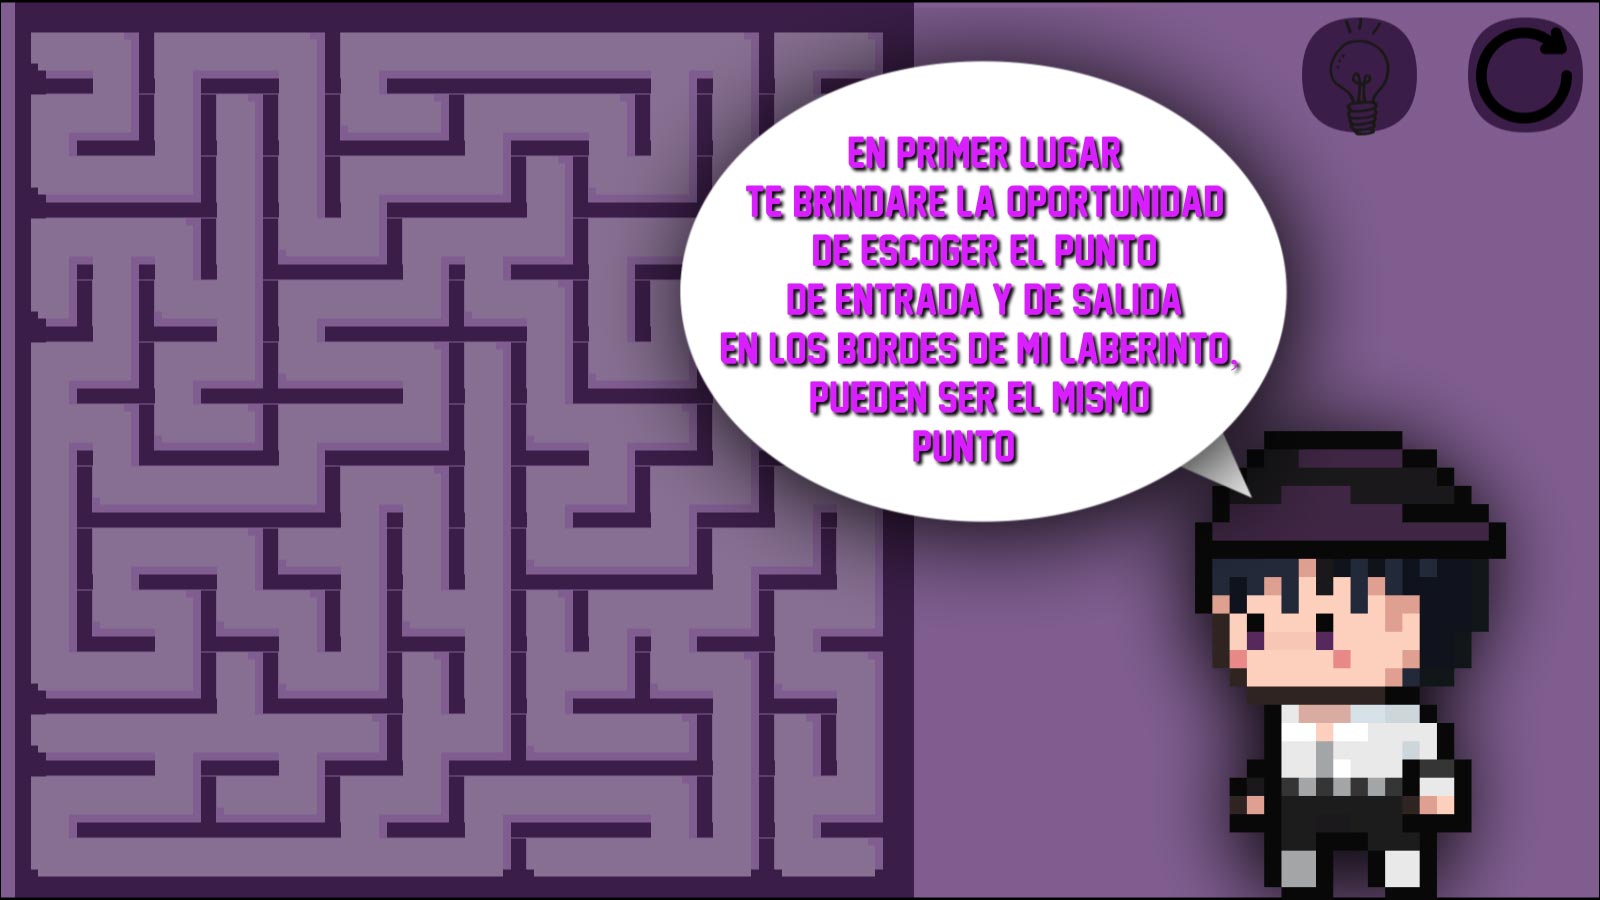 EN PRIMER LUGAR
TE BRINDARE LA OPORTUNIDAD
DE ESCOGER EL PUNTO
DE ENTRADA Y DE SALIDA
EN LOS BORDES DE MI LABERINTO,
PUEDEN SER EL MISMO
PUNTO